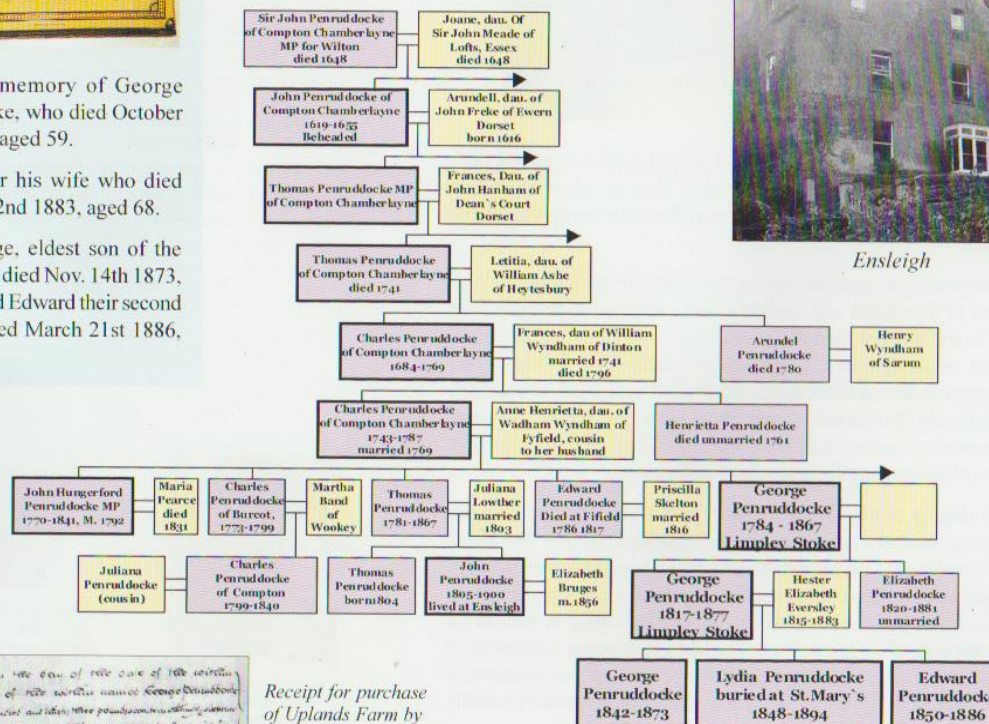 memory of George
ke, who died October
aged 59.
r his wife who died
2nd 1883, aged 68.
ge, eldest son of the
died Nov. 14th 1873,
d Edward their second
ed March 21st 1886,
Sir John Penruddocke
of Compton Chamberlayne
MP for Wilton
died 1648
Joane, dau. Of
Sir John Meade of
Lofts, Essex
died 1648
John Penruddocke of
Compton Chamberlayne
1619-1655
Beheaded
Arundell, dau. of
John Freke of Ewern
Dorset
born 1616
Thomas Penruddocke MP
of Compton Chamberlayne
Frances, Dau. of
John Hanham of
Dean`s Court
Dorset
Thomas Penruddocke
of Compton Chamberlayne
died 1741
Letitia, dau. of
William Ashe
of Heytesbury
Ensleigh
Charles Penruddocke
of Compton Chamberlayne
1684-1769
Frances, dau of William
Wyndham of Dinton
married 1741
died 1796
Arundel
Penruddocke
died 1780
Henry
Wyndham
of Sarum
Charles Penruddocke
of Compton Chamberlayne
1743-1787
married 1769
Anne Henrietta, dau. of
Wadham Wyndham of
Fyfield, cousin
to her husband
Henrietta Penruddocke
died unmarried 1761
John Hungerford
Penruddocke MP
1770-1841, M. 1792
Maria
Pearce
died
1831
Charles
Penruddocke
of Burcot,
1773-1799
Martha
Band
of
Wookey
Thomas
Penruddocke
1781-1867
Juliana
Lowther
married
1803
Edward
Penruddocke
Died at Fifield
1786 1817
Priscilla
Skelton
married
1816
George
Penruddocke
1784 - 1867
Limpley Stoke
Juliana
Penruddocke
(cousin)
Charles
Penruddocke
of Compton
1799-1840
Thomas
Penruddocke
born1804
John
Penruddocke
1805-1900
lived at Ensleigh
Elizabeth
Bruges
m.1856
George
Penruddocke
1817-1877
Limpley Stoke
Hester
Elizabeth
Eversley
1815-1883
Elizabeth
Penruddocke
1820-1881
unmarried
George
Penruddocke
1842-1873
Lydia Penruddocke
buried at St.Mary`s
1848-1894
Edward
Penruddocke
1850-1886
Receipt for purchase
of Uplands Farm by